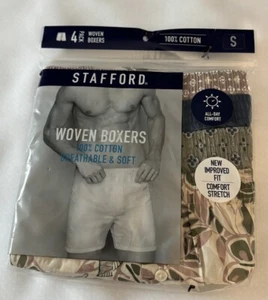 4 PACK
WOVEN
BOXERS
100% COTTON
S
STAFFORD®
ALL-DAY
COMFORT
WOVEN BOXERS
100% COTTON
BREATHABLE & SOFT
NEW
IMPROVED
FIT
COMFORT
STRETCH